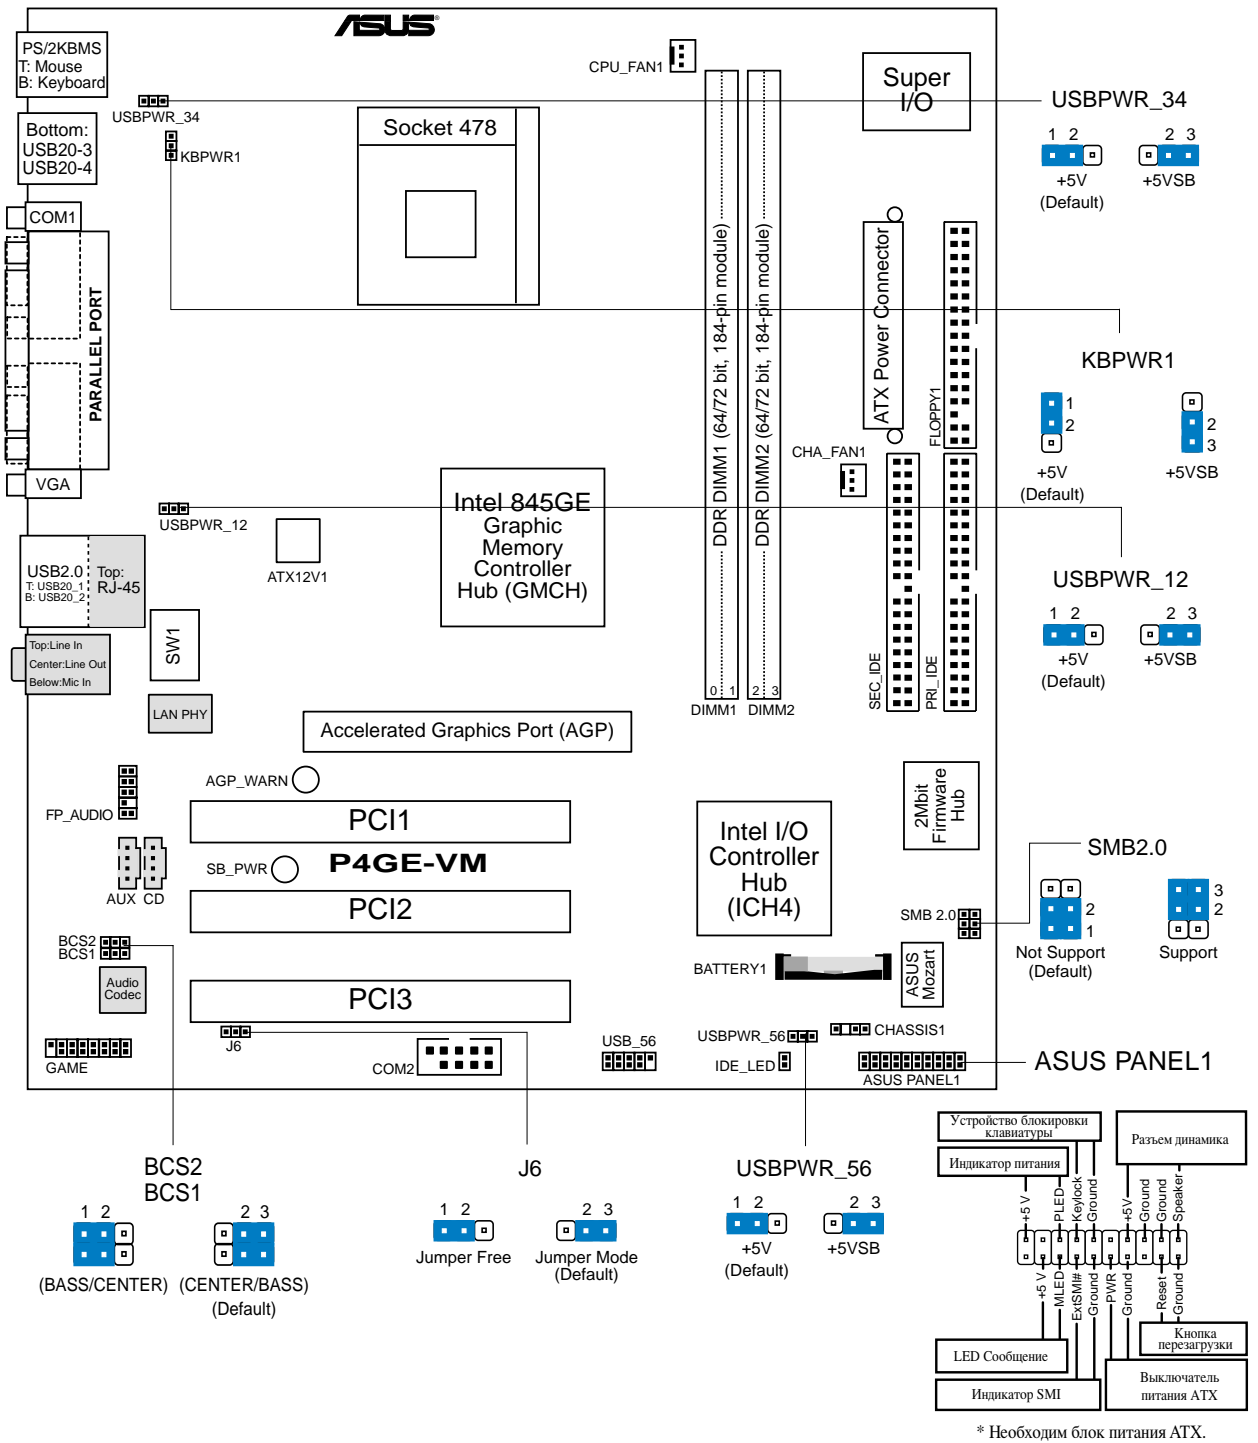 ASUS
PS/2KBMS
T: Mouse
B: Keyboard
CPU_FAN1
Super
I/O
USBPWR_34
Socket 478
Bottom:
USB20-3
USB20-4
KBPWR1
USBPWR_34
1 2
2 3
+5V
(Default)
+5VSB
COM1
PARALLEL PORT
VGA
DDR DIMM1 (64/72 bit, 184-pin module)
DDR DIMM2 (64/72 bit, 184-pin module)
ATX Power Connector
FLOPPY1
CHA_FAN1
KBPWR1
1
2
2
3
+5V
(Default)
+5VSB
USBPWR_12
ATX12V1
Intel 845GE
Graphic
Memory
Controller
Hub (GMCH)
USB2.0
T: USB20_1
B: USB20_2
Top:
RJ-45
USBPWR_12
1 2
2 3
+5V
(Default)
+5VSB
Top:Line In
Center:Line Out
Below:Mic In
SW1
LAN PHY
SEC_IDE
PRI_IDE
0 1
2 3
DIMM1
DIMM2
Accelerated Graphics Port (AGP)
AGP_WARN
FP_AUDIO
PCI1
2Mbit
Firmware
Hub
Intel I/O
Controller
Hub
(ICH4)
SB_PWR
P4GE-VM
AUX CD
PCI2
SMB 2.0
SMB2.0
2
1
3
2
Not Support
(Default)
Support
BCS2
BCS1
Audio
Codec
BATTERY1
ASUS
Mozart
PCI3
J6
USB_56
USBPWR_56
CHASSIS1
GAME
COM2
IDE_LED
ASUS PANEL1
ASUS PANEL1
BCS2
BCS1
1 2
2 3
(BASS/CENTER)
(CENTER/BASS)
(Default)
J6
1 2
2 3
Jumper Free
Jumper Mode
(Default)
USBPWR_56
1 2
2 3
+5V
(Default)
+5VSB
Устройство блокировки
клавиатуры
Разъем динамика
Индикатор питания
+5 V
PLED
Keylock
Ground
+5V
Ground
Ground
Speaker
+5 V
MLED
ExtSMI#
Ground
PWR
Ground
Reset
Ground
Кнопка
перезагрузки
LED Сообщение
Выключатель
питания ATX
Индикатор SMI
* Необходим блок питания ATX.